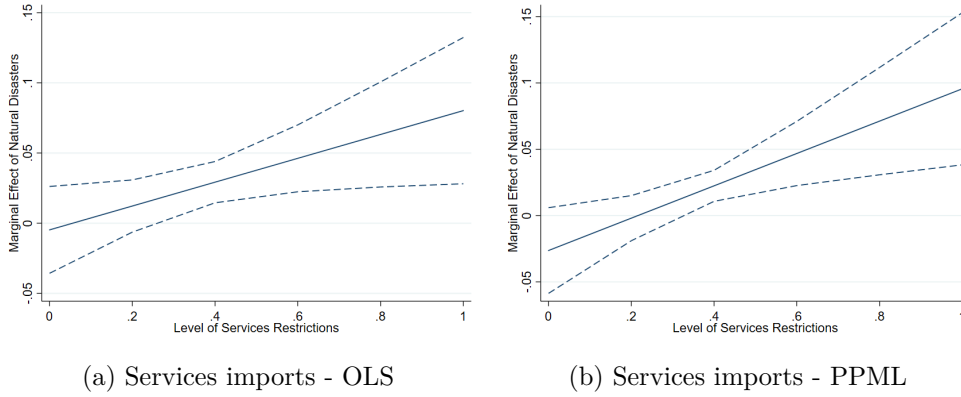 Marginal Effect of Natural Disasters
.15
.1
.05
0
-.05
0 .2 .4 .6 .8 1
Level of Services Restrictions
(a) Services imports - OLS
Marginal Effect of Natural Disasters
.15
.1
.05
0
-.05
0 .2 .4 .6 .8 1
Level of Services Restrictions
(b) Services imports - PPML